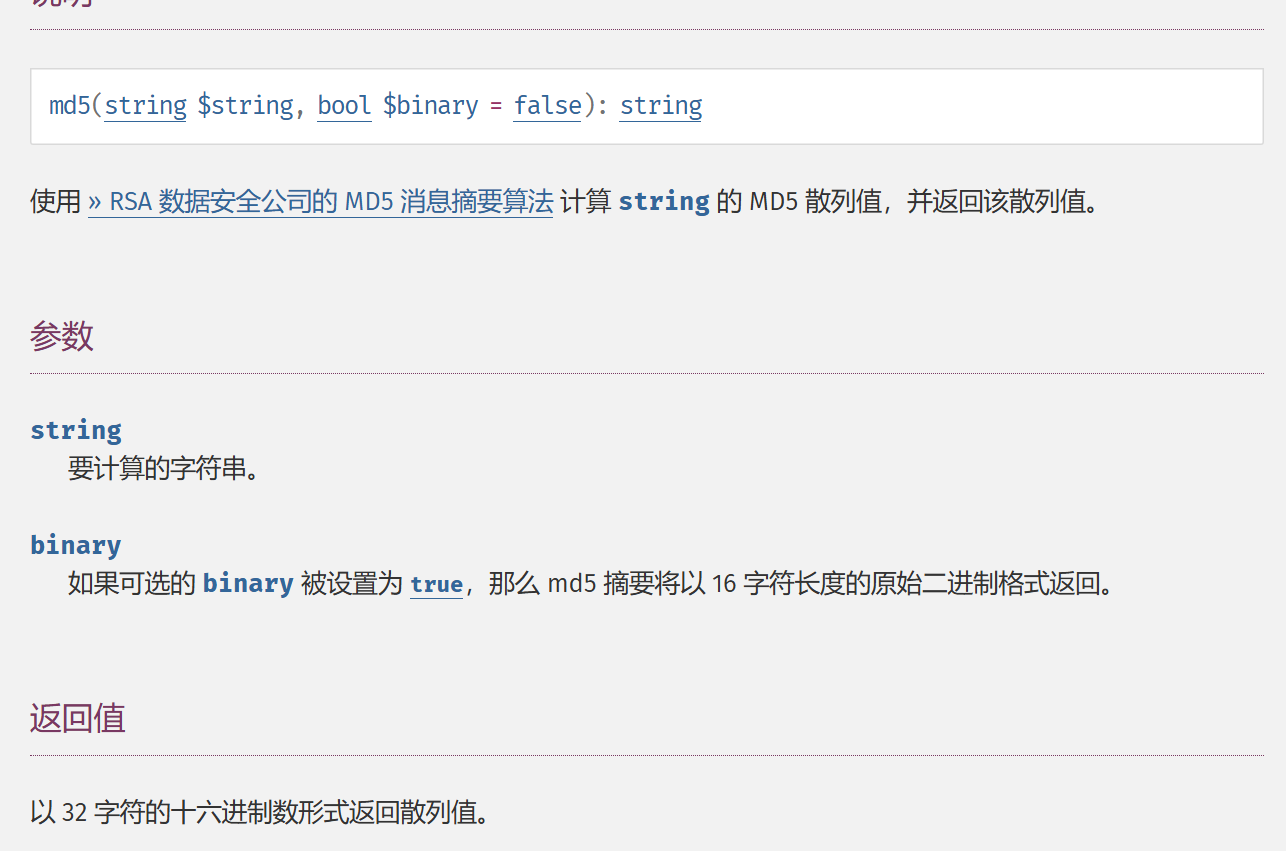 说明
md5(string $string, bool $binary = false): string
使用 » RSA 数据安全公司的 MD5 消息摘要算法 计算 string 的 MD5 散列值，并返回该散列值。
参数
string
要计算的字符串。
binary
如果可选的 binary 被设置为 true，那么 md5 摘要将以 16 字符长度的原始二进制格式返回。
返回值
以 32 字符的十六进制数形式返回散列值。